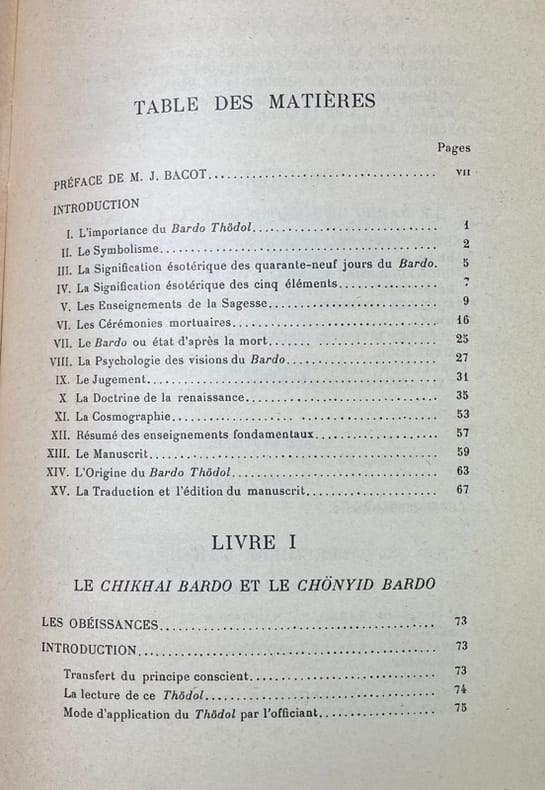 TABLE DES MATIÈRES
Pages
PRÉFACE DE M. J. BACOT VII
INTRODUCTION
I. L'importance du Bardo Thödol 1
II. Le Symbolisme 2
III. La Signification ésotérique des quarante-neuf jours du Bardo. 5
IV. La Signification ésotérique des cinq éléments 7
V. Les Enseignements de la Sagesse 9
VI. Les Cérémonies mortuaires 16
VII. Le Bardo ou état d'après la mort 25
VIII. La Psychologie des visions du Bardo 27
IX. Le Jugement 31
X. La Doctrine de la renaissance 35
XI. La Cosmographie 53
XII. Résumé des enseignements fondamentaux 57
XIII. Le Manuscrit 59
XIV. L'Origine du Bardo Thödol 63
XV. La Traduction et l'édition du manuscrit 67
LIVRE I
LE CHIKHAI BARDO ET LE CHÖNYID BARDO
LES OBÉISSANCES 73
INTRODUCTION 73
Transfert du principe conscient 73
La lecture de ce Thödol 74
Mode d'application du Thödol par l'officiant 75